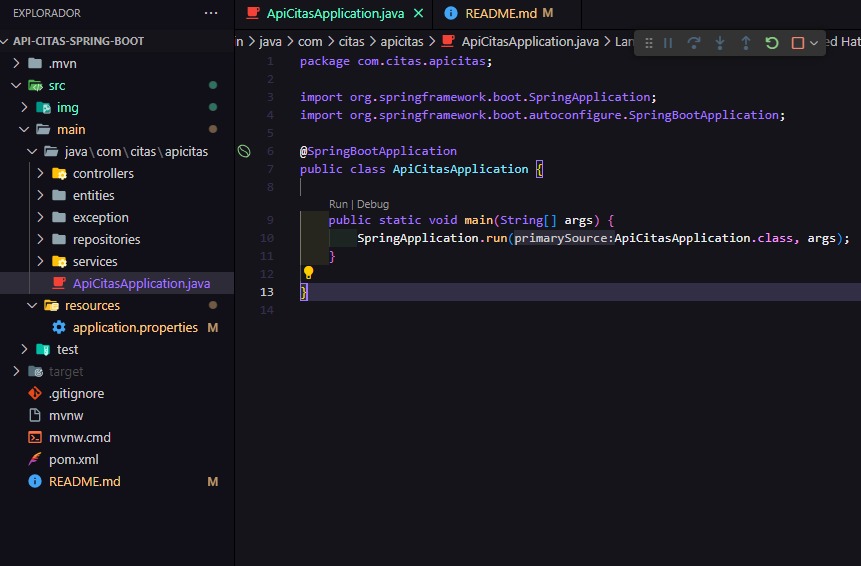 EXPLORADOR ...
API-CITAS-SPRING-BOOT
.mvn
src
img
main
java\com\citas\apicitas
controllers
entities
exception
repositories
services
ApiCitasApplication.java
resources
application.properties M
test
target
.gitignore
mvnw
mvnw.cmd
pom.xml
README.md M
ApiCitasApplication.java
README.md M
in > java > com > citas > apicitas > ApiCitasApplication.java > Lan
ed Hat
1 package com.citas.apicitas;
2
3 import org.springframework.boot.SpringApplication;
4 import org.springframework.boot.autoconfigure.SpringBootApplication;
5
6 @SpringBootApplication
7 public class ApiCitasApplication {
8
Run | Debug
9 public static void main(String[] args) {
10 SpringApplication.run(primarySource:ApiCitasApplication.class, args);
11 }
12
13 }
14